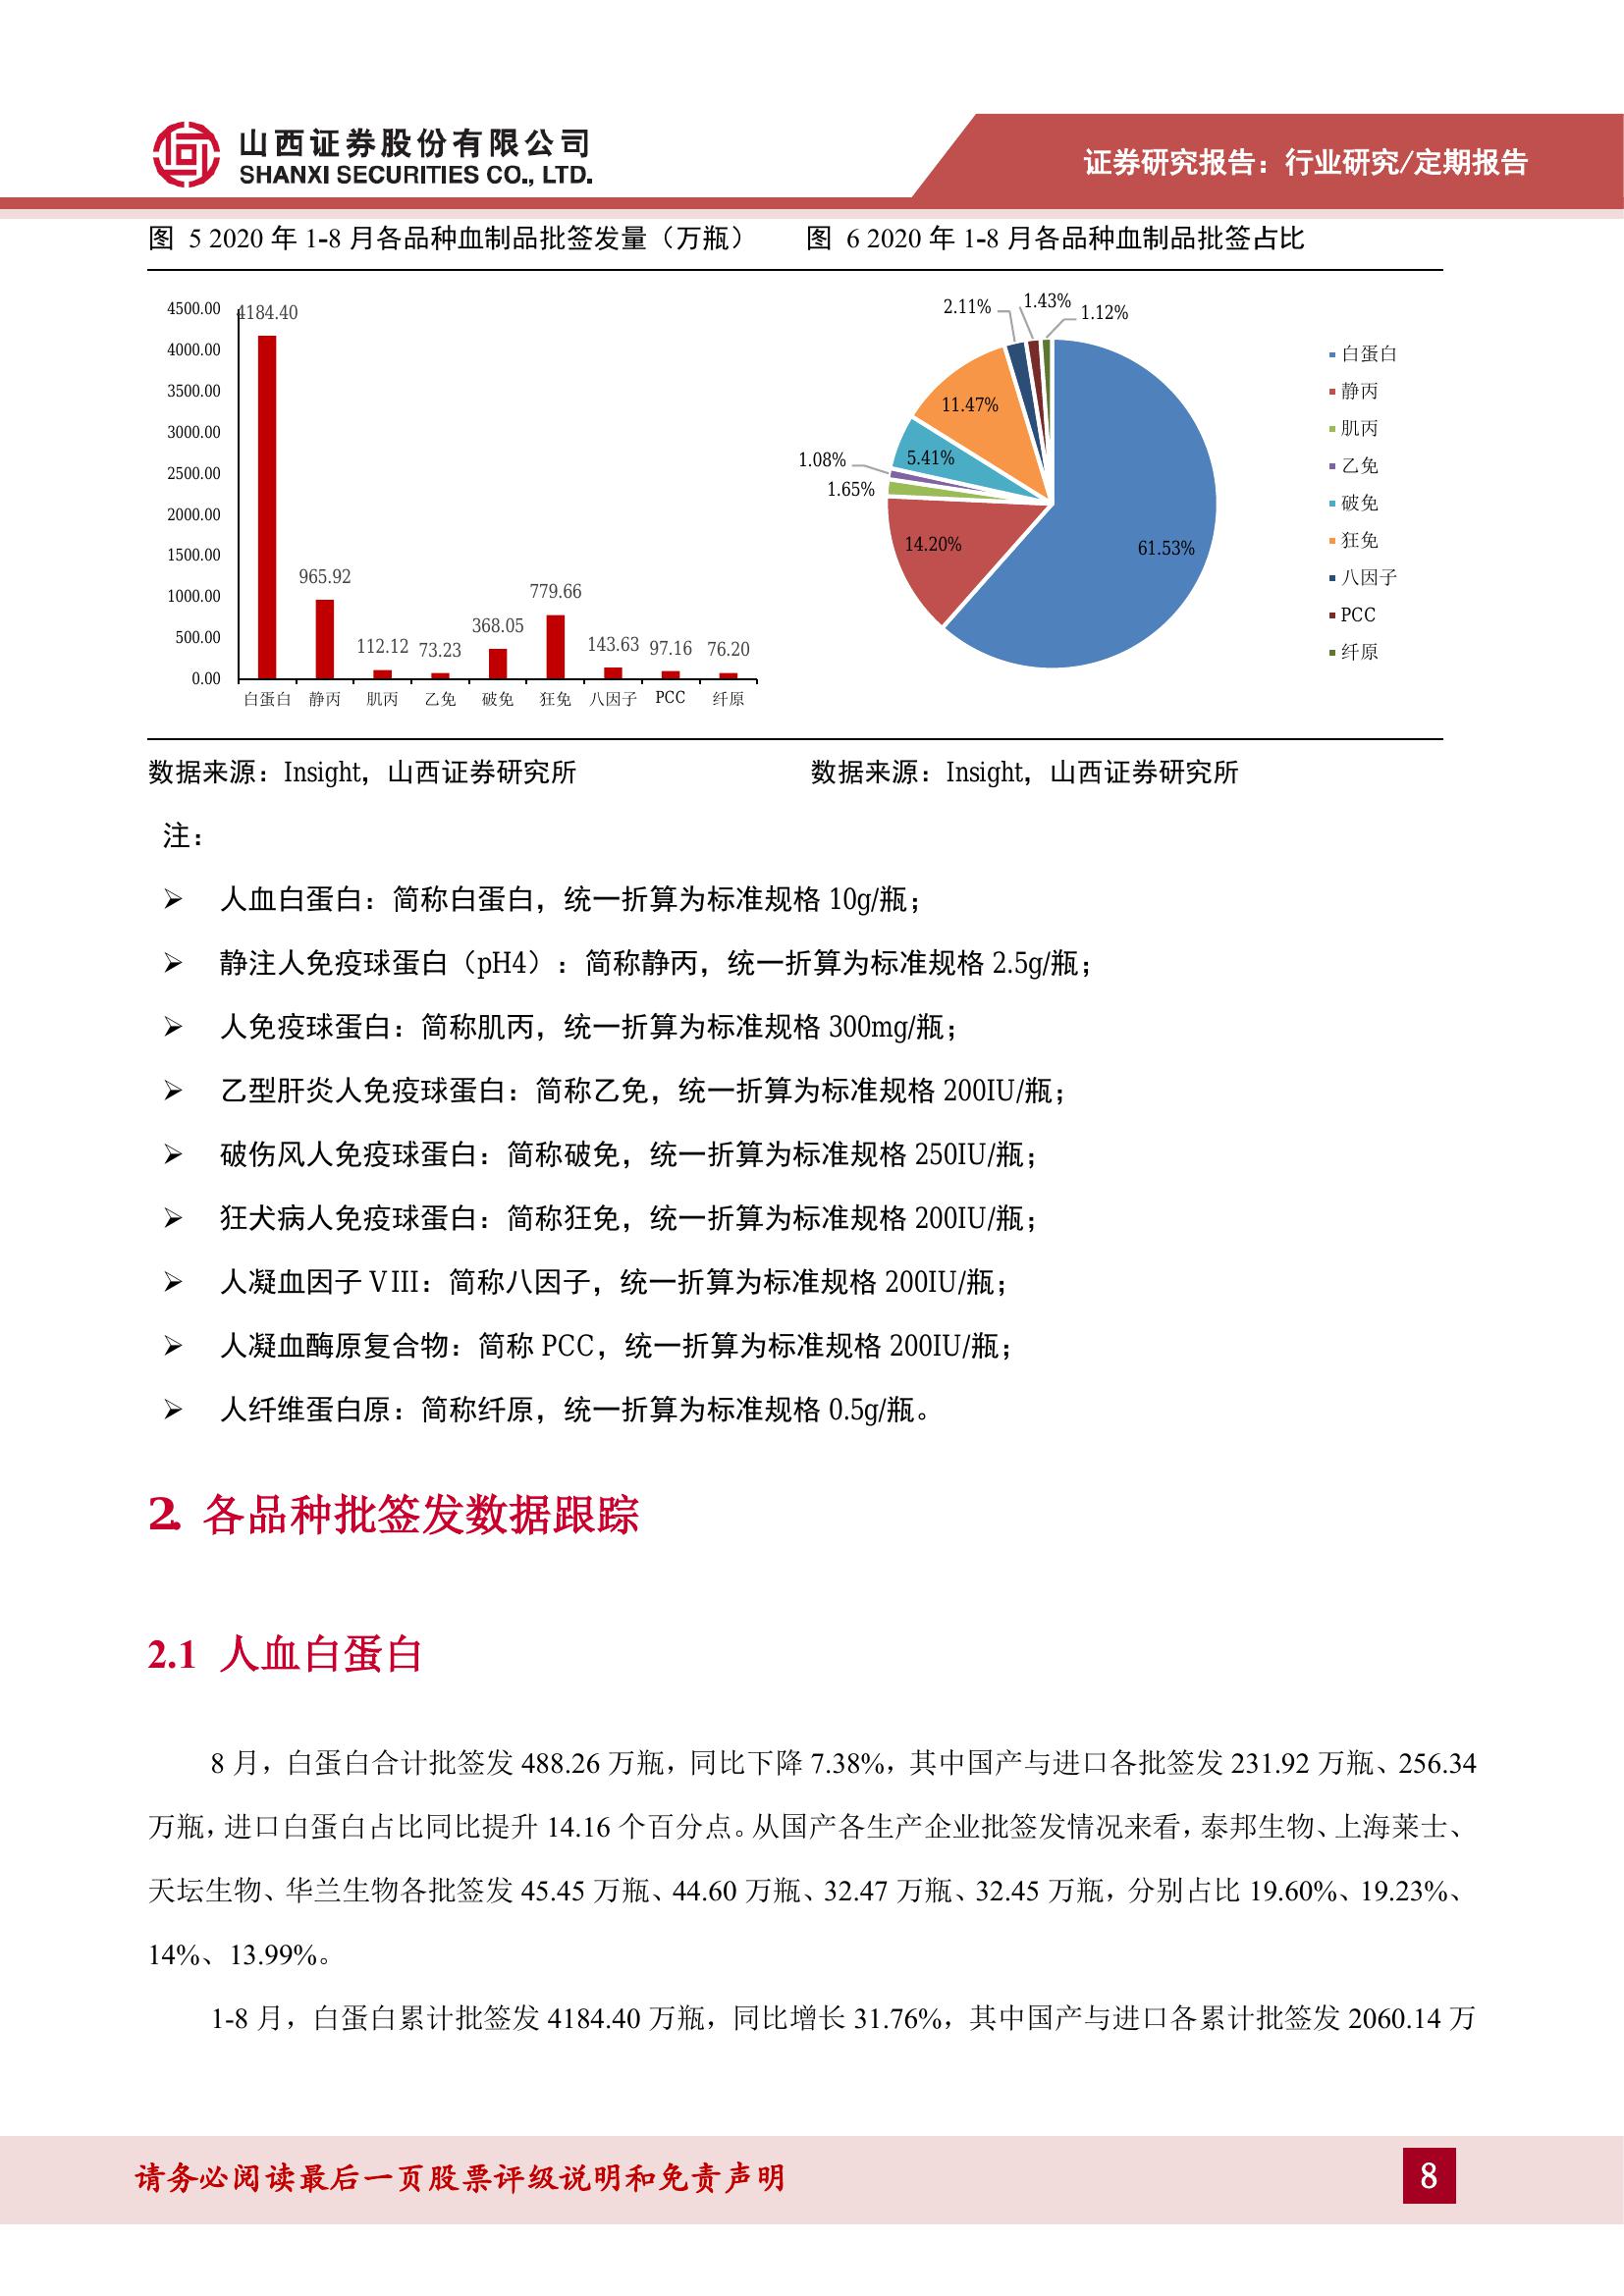 山西证券股份有限公司
SHANXI SECURITIES CO., LTD.
证券研究报告：行业研究/定期报告
图 5 2020 年 1-8 月各品种血制品批签发量（万瓶）
图 6 2020 年 1-8 月各品种血制品批签占比
4500.00
4000.00
3500.00
3000.00
2500.00
2000.00
1500.00
1000.00
500.00
0.00
4184.40
965.92
112.12
73.23
368.05
779.66
143.63
97.16
76.20
白蛋白 静丙 肌丙 乙免 破免 狂免 八因子 PCC 纤原
2.11%
1.43%
1.12%
11.47%
5.41%
1.08%
1.65%
14.20%
61.53%
白蛋白
静丙
肌丙
乙免
破免
狂免
八因子
PCC
纤原
数据来源：Insight，山西证券研究所
数据来源：Insight，山西证券研究所
注：
➢ 人血白蛋白：简称白蛋白，统一折算为标准规格 10g/瓶；
➢ 静注人免疫球蛋白（pH4）：简称静丙，统一折算为标准规格 2.5g/瓶；
➢ 人免疫球蛋白：简称肌丙，统一折算为标准规格 300mg/瓶；
➢ 乙型肝炎人免疫球蛋白：简称乙免，统一折算为标准规格 200IU/瓶；
➢ 破伤风人免疫球蛋白：简称破免，统一折算为标准规格 250IU/瓶；
➢ 狂犬病人免疫球蛋白：简称狂免，统一折算为标准规格 200IU/瓶；
➢ 人凝血因子 VIII：简称八因子，统一折算为标准规格 200IU/瓶；
➢ 人凝血酶原复合物：简称 PCC，统一折算为标准规格 200IU/瓶；
➢ 人纤维蛋白原：简称纤原，统一折算为标准规格 0.5g/瓶。
2. 各品种批签发数据跟踪
2.1 人血白蛋白
8 月，白蛋白合计批签发 488.26 万瓶，同比下降 7.38%，其中国产与进口各批签发 231.92 万瓶、256.34
万瓶，进口白蛋白占比同比提升 14.16 个百分点。从国产各生产企业批签发情况来看，泰邦生物、上海莱士、
天坛生物、华兰生物各批签发 45.45 万瓶、44.60 万瓶、32.47 万瓶、32.45 万瓶，分别占比 19.60%、19.23%、
14%、13.99%。
1-8 月，白蛋白累计批签发 4184.40 万瓶，同比增长 31.76%，其中国产与进口各累计批签发 2060.14 万
请务必阅读最后一页股票评级说明和免责声明
8